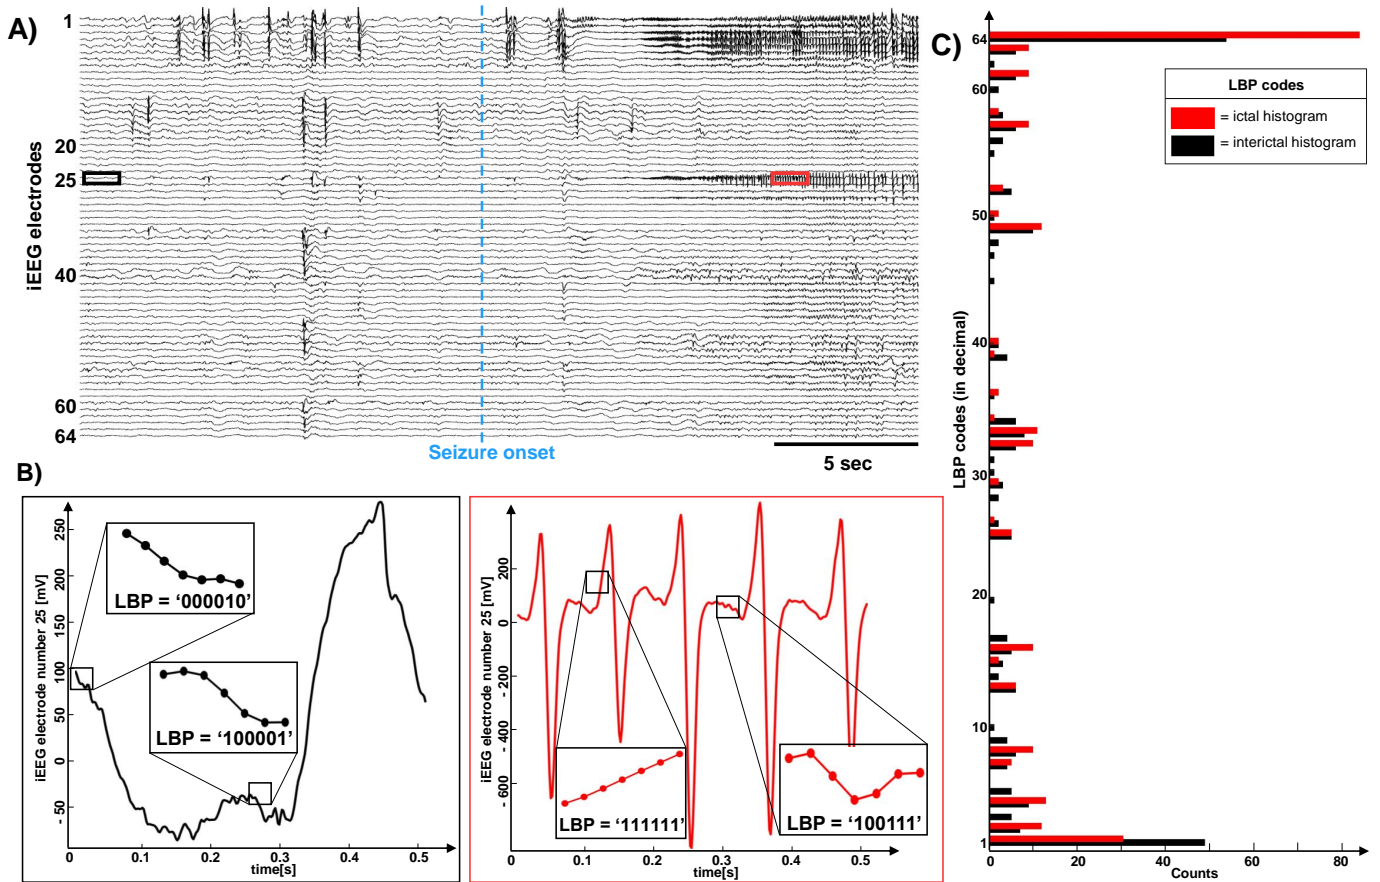 A)
1
20
25
40
60
64
iEEG electrodes
Seizure onset
5 sec
B)
iEEG electrode number 25 [mV]
250
200
150
100
50
0
- 50
LBP = ‘000010’
LBP = ‘100001’
0
0.1
0.2
0.3
0.4
0.5
time[s]
iEEG electrode number 25 [mV]
200
0
- 200
- 400
- 600
LBP = ‘111111’
LBP = ‘100111’
0
0.1
0.2
0.3
0.4
0.5
time[s]
C)
LBP codes (in decimal)
64
60
50
40
30
20
10
1
LBP codes
= ictal histogram
= interictal histogram
0
20
40
60
80
Counts